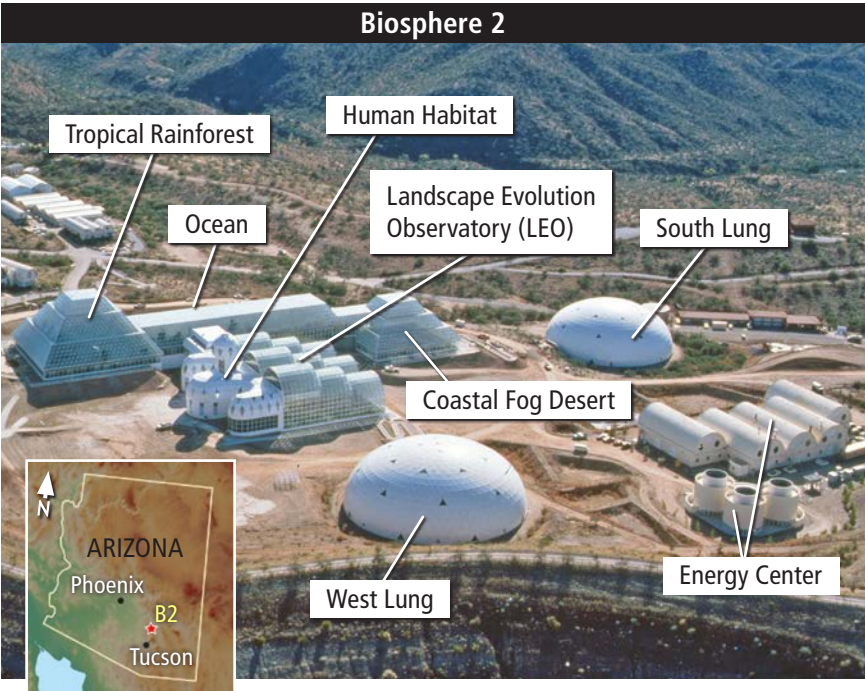 Biosphere 2
Human Habitat
Tropical Rainforest
Landscape Evolution
Observatory (LEO)
Ocean
South Lung
Coastal Fog Desert
N
ARIZONA
Phoenix
B2
Tucson
West Lung
Energy Center